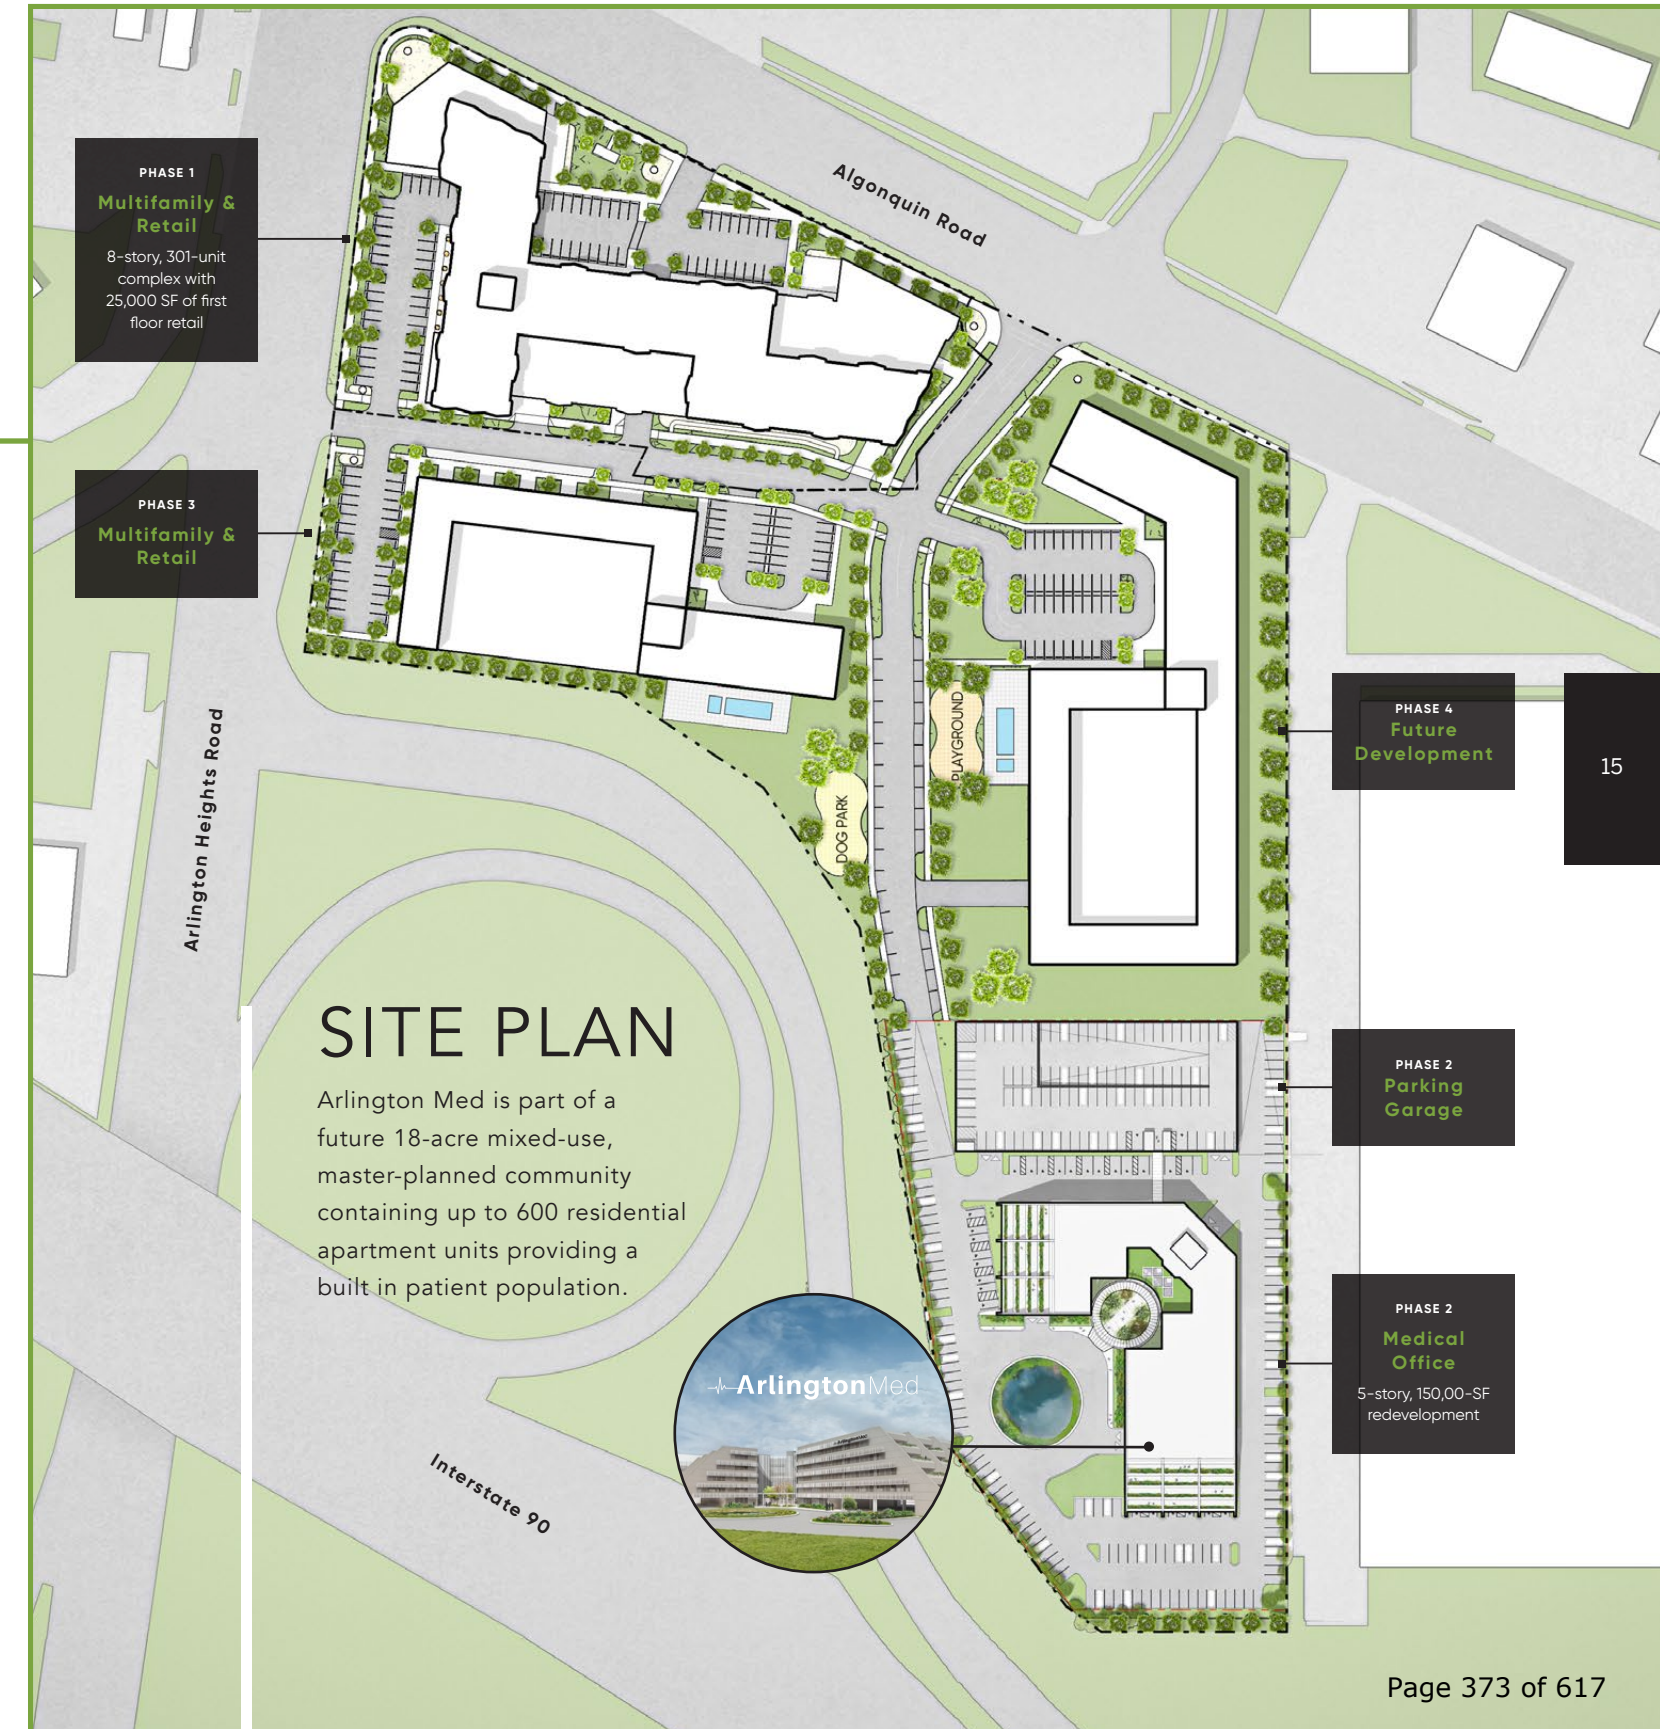 PHASE 1
Multifamily &
Retail
8-story, 301-unit
complex with
25,000 SF of first
floor retail
Algonquin Road
PHASE 3
Multifamily &
Retail
Arlington Heights Road
PLAYGROUND
DOG PARK
PHASE 4
Future
Development
15
SITE PLAN
Arlington Med is part of a
future 18-acre mixed-use,
master-planned community
containing up to 600 residential
apartment units providing a
built in patient population.
PHASE 2
Parking
Garage
PHASE 2
Medical
Office
5-story, 150,00-SF
redevelopment
ArlingtonMed
Interstate 90
Page 373 of 617